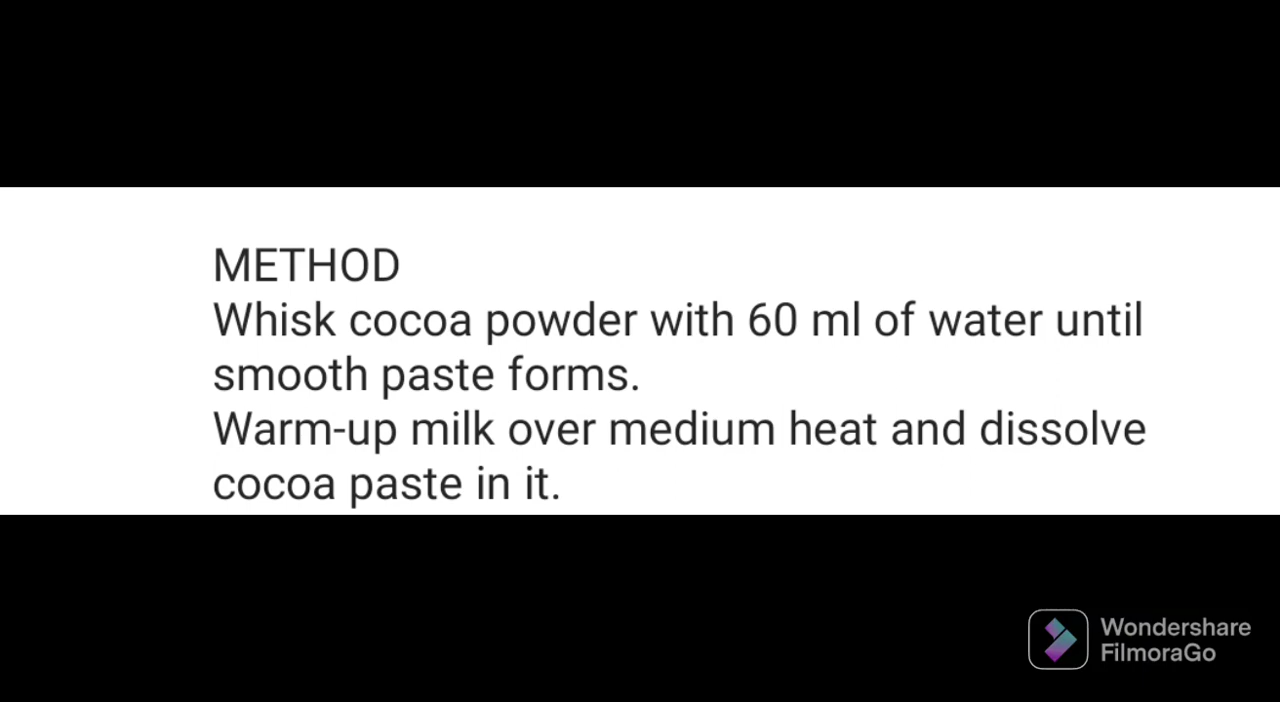 METHOD
Whisk cocoa powder with 60 ml of water until
smooth paste forms.
Warm-up milk over medium heat and dissolve
cocoa paste in it.
Wondershare
FilmoraGo